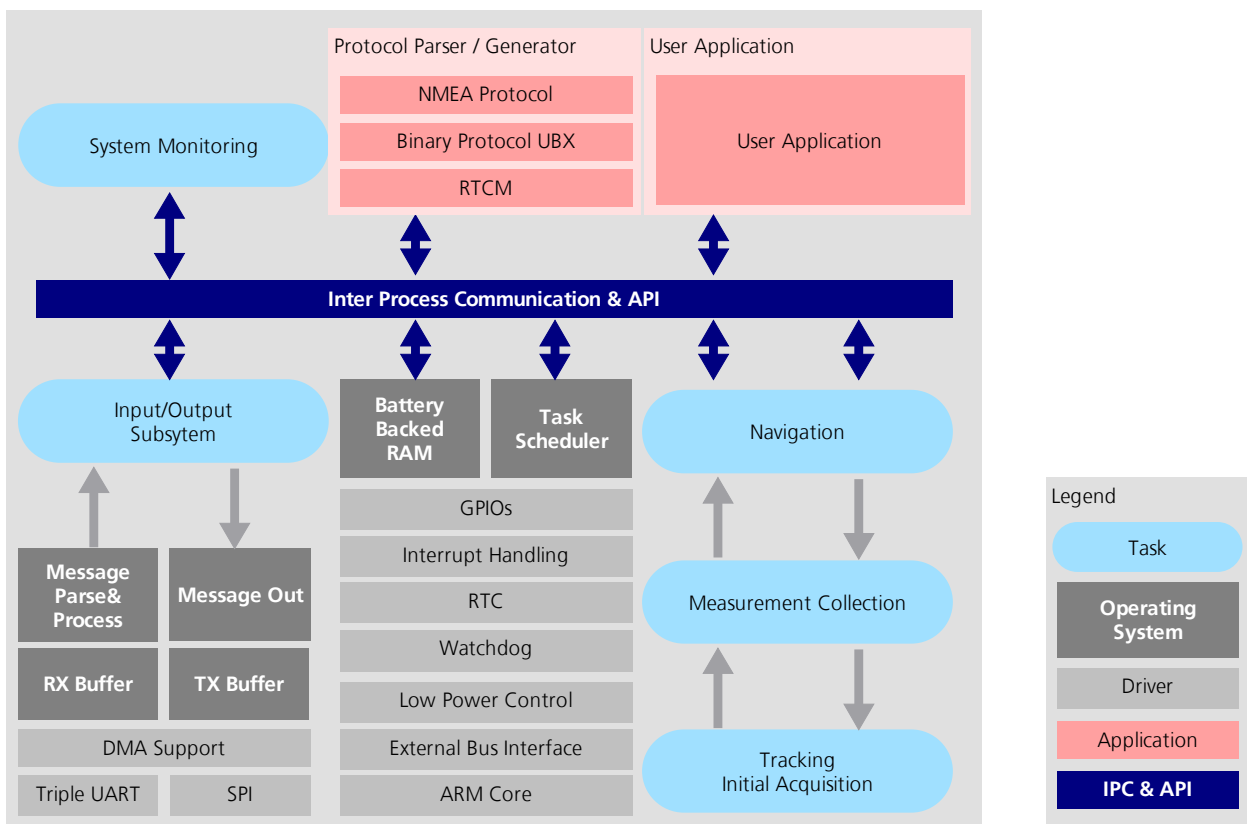 Protocol Parser / Generator
User Application
NMEA Protocol
Binary Protocol UBX
RTCM
User Application
System Monitoring
Inter Process Communication & API
Input/Output
Subsytem
Battery
Backed
RAM
Task
Scheduler
Navigation
GPIOs
Interrupt Handling
RTC
Watchdog
Low Power Control
External Bus Interface
ARM Core
Message
Parse&
Process
Message Out
RX Buffer
TX Buffer
DMA Support
Triple UART
SPI
Measurement Collection
Tracking
Initial Acquisition
Legend
Task
Operating
System
Driver
Application
IPC & API